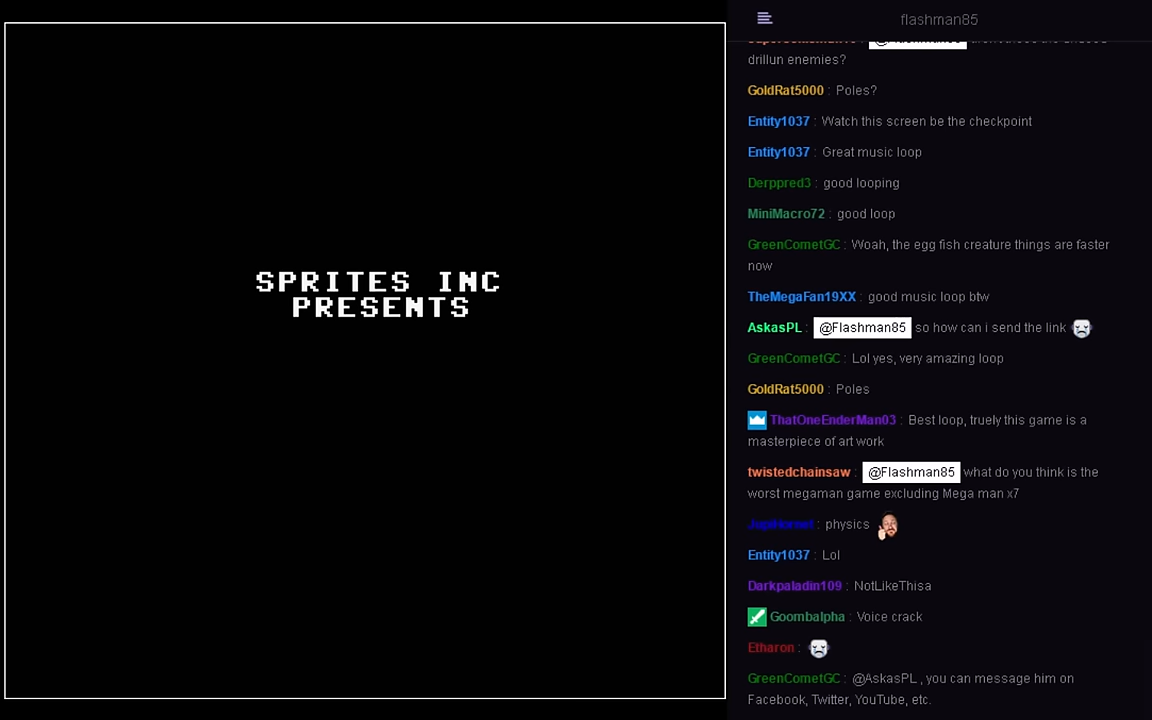 SPRITES INC
PRESENTS
flashman85
drillun enemies?
GoldRat5000 : Poles?
Entity1037 : Watch this screen be the checkpoint
Entity1037 : Great music loop
Derppred3 : good looping
MiniMacro72 : good loop
GreenCometGC : Woah, the egg fish creature things are faster
now
TheMegaFan19XX : good music loop btw
AskasPL : @Flashman85 so how can i send the link
GreenCometGC : Lol yes, very amazing loop
GoldRat5000 : Poles
ThatOneEnderMan03 : Best loop, truely this game is a
masterpiece of art work
twistedchainsaw : @Flashman85 what do you think is the
worst megaman game excluding Mega man x7
: physics
Entity1037 : Lol
Darkpaladin109 : NotLikeThisa
Goombalpha : Voice crack
Etharon :
GreenCometGC : @AskasPL , you can message him on
Facebook, Twitter, YouTube, etc.